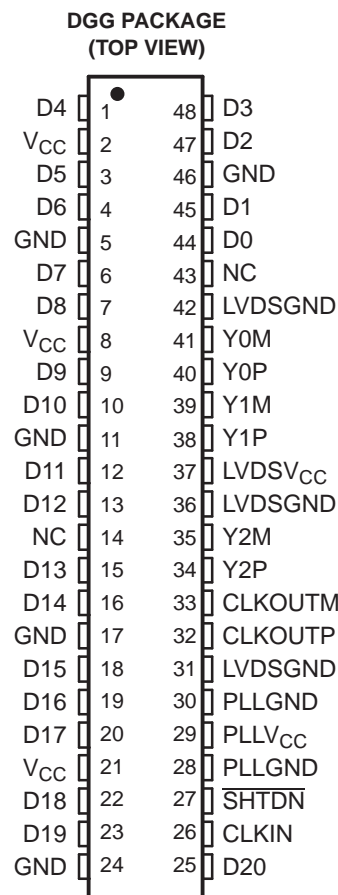 DGG PACKAGE
(TOP VIEW)
D4 1 48 D3
VCC 2 47 D2
D5 3 46 GND
D6 4 45 D1
GND 5 44 D0
D7 6 43 NC
D8 7 42 LVDSGND
VCC 8 41 Y0M
D9 9 40 Y0P
D10 10 39 Y1M
GND 11 38 Y1P
D11 12 37 LVDSVCC
D12 13 36 LVDSGND
NC 14 35 Y2M
D13 15 34 Y2P
D14 16 33 CLKOUTM
GND 17 32 CLKOUTP
D15 18 31 LVDSGND
D16 19 30 PLLGND
D17 20 29 PLLVCC
VCC 21 28 PLLGND
D18 22 27 SHTDN
D19 23 26 CLKIN
GND 24 25 D20